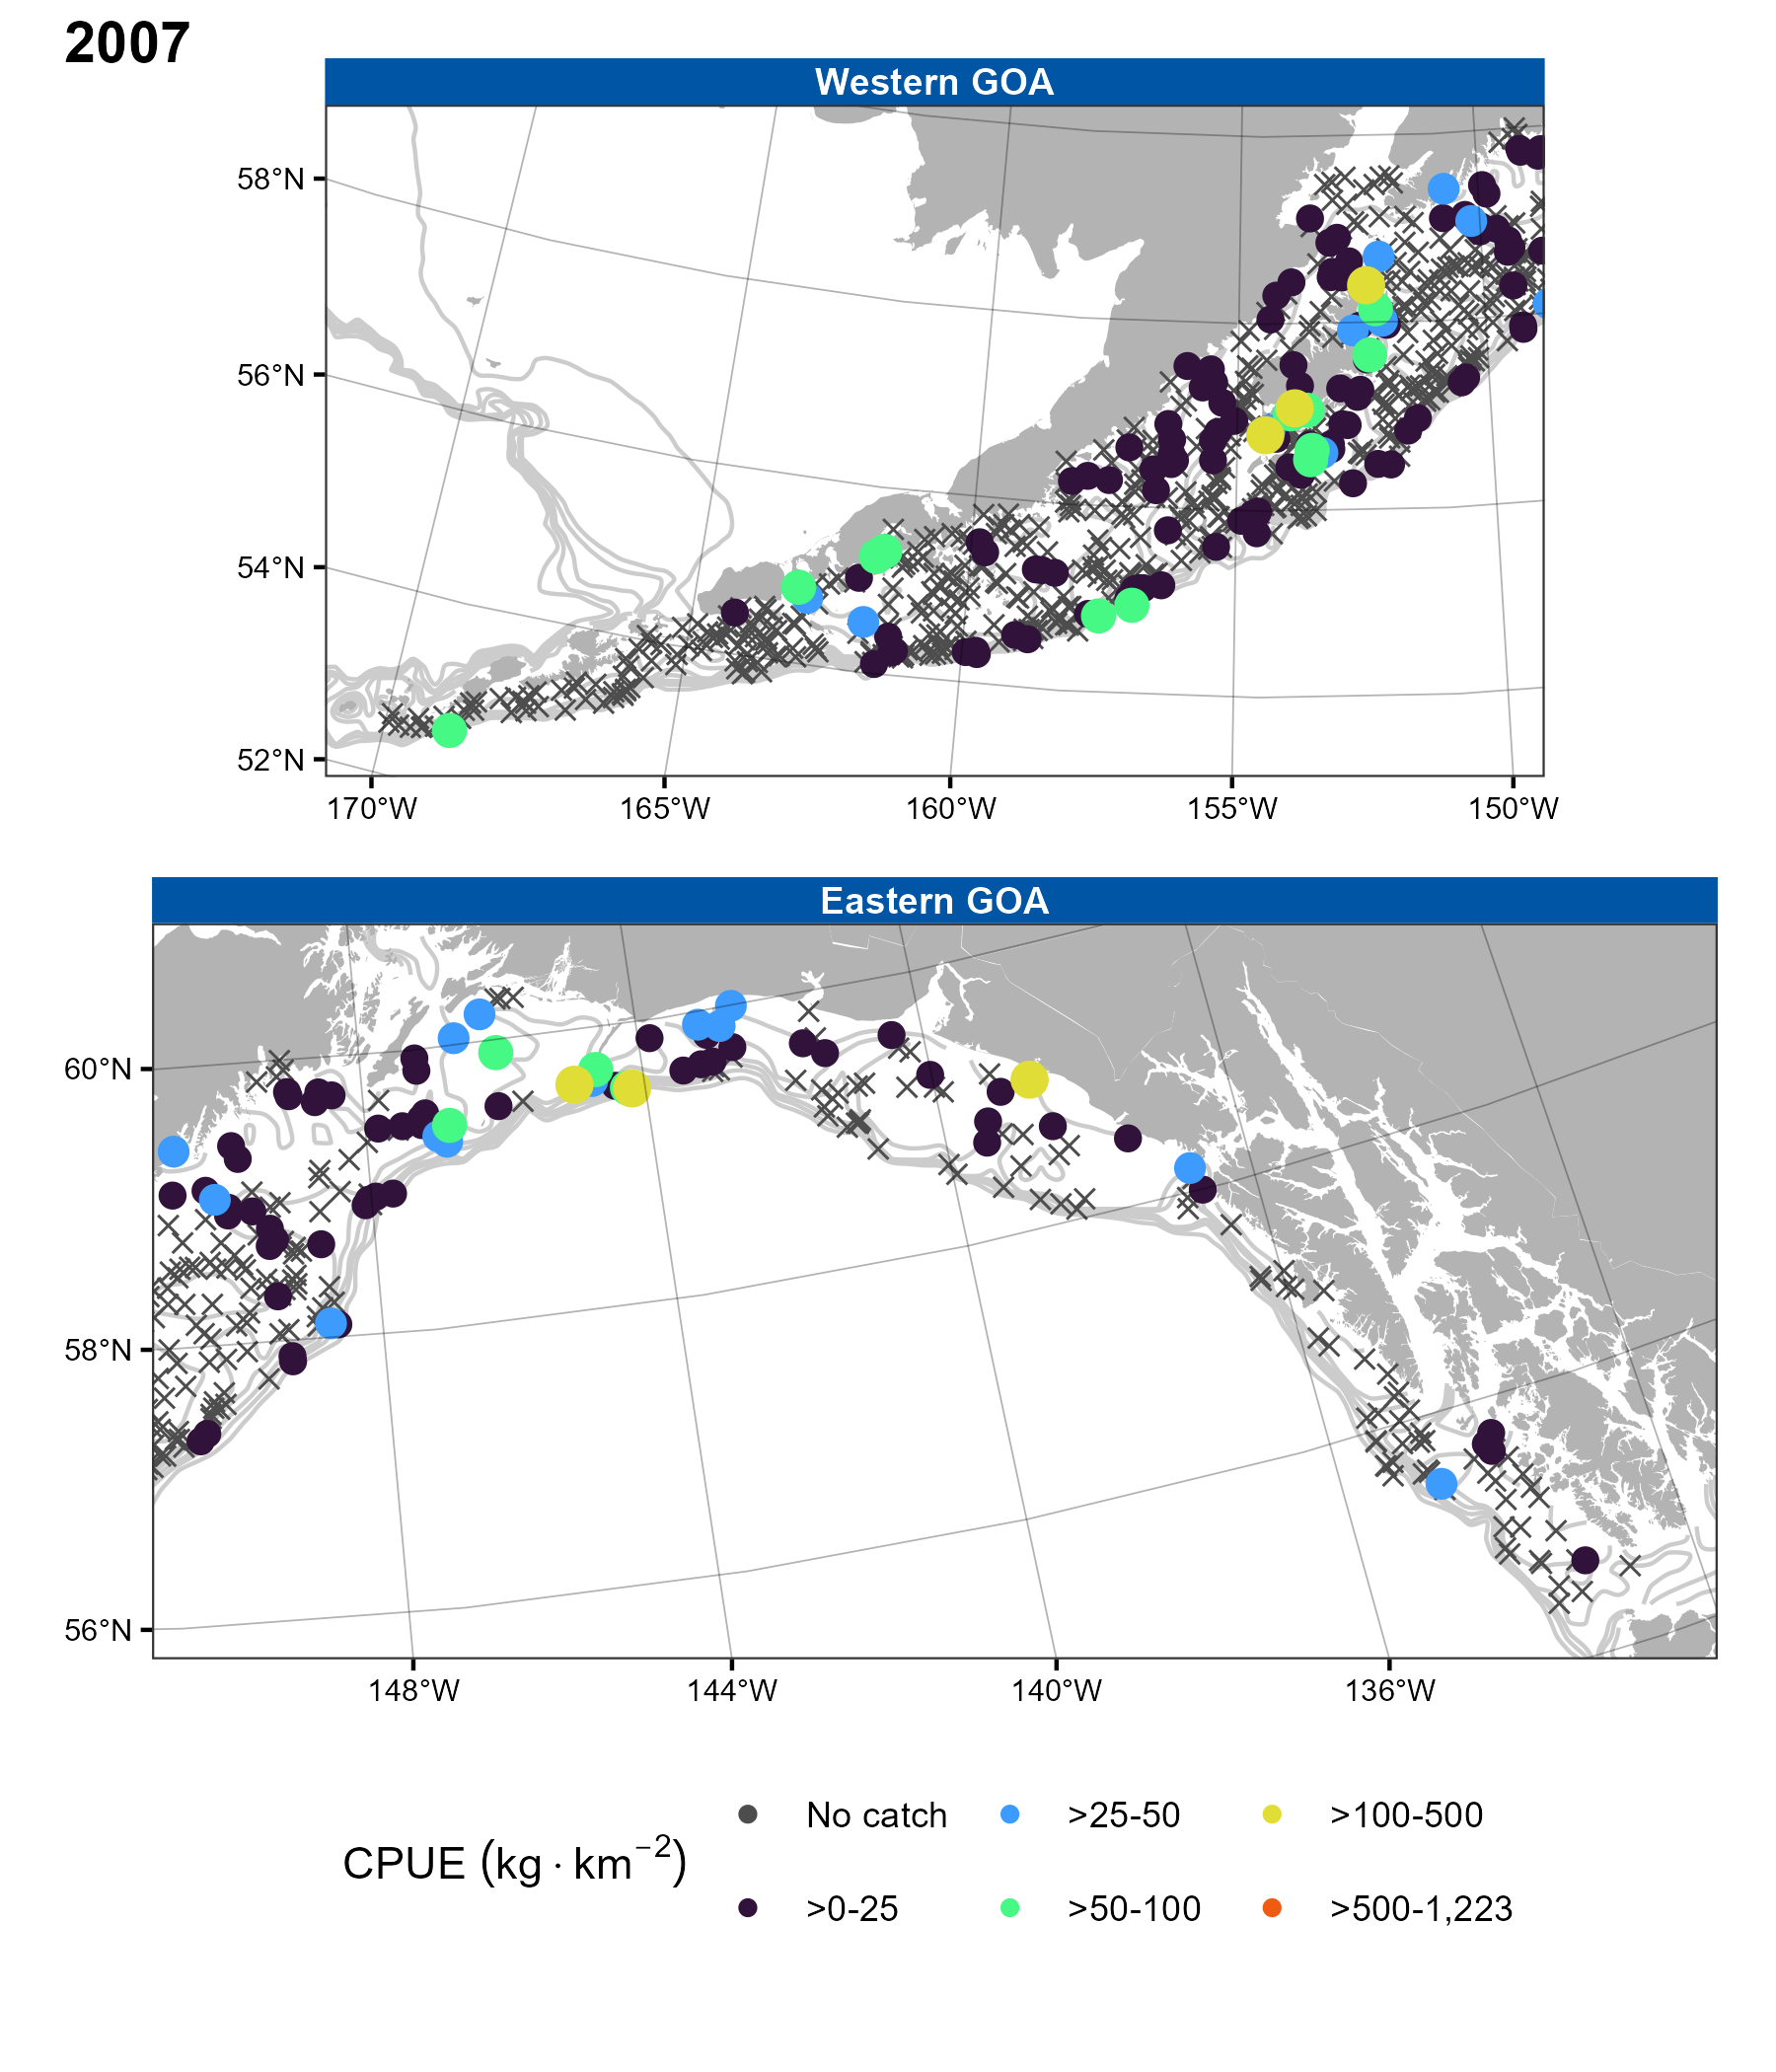 2007
Western GOA
58°N
56°N
54°N
52°N
170°W 165°W 160°W 155°W 150°W
Eastern GOA
60°N
58°N
56°N
148°W 144°W 140°W 136°W
CPUE (kg · km⁻²)
No catch >25-50 >100-500
>0-25 >50-100 >500-1,223